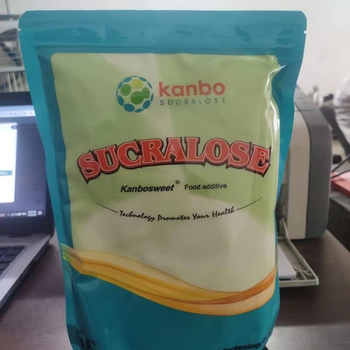 kanbo
SUCRALOSE
SUCRALOSE
Kanbosweet® Food additive
Technology Promotes Your Health